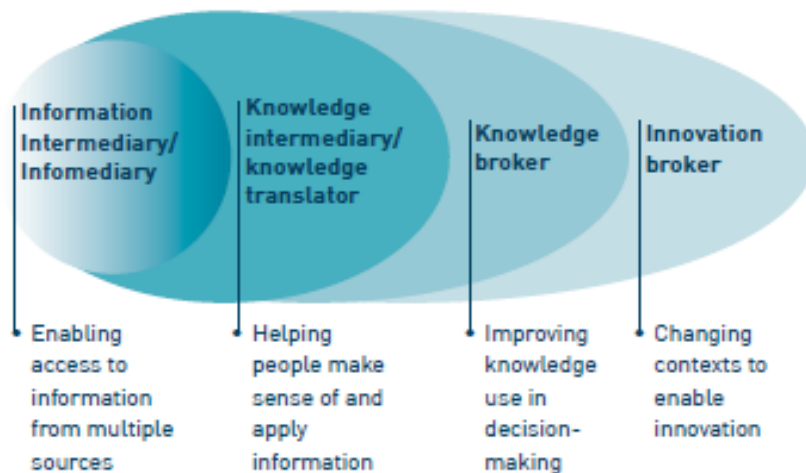 Information
Intermediary/
Infomediary
Knowledge
intermediary/
knowledge
translator
Knowledge
broker
Innovation
broker
• Enabling
access to
information
from multiple
sources
• Helping
people make
sense of and
apply
information
• Improving
knowledge
use in
decision-
making
• Changing
contexts to
enable
innovation